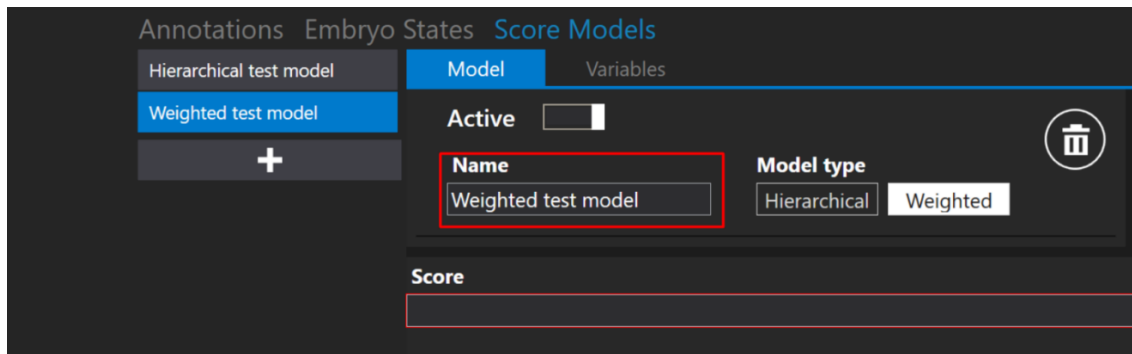 Annotations Embryo States Score Models
Hierarchical test model
Weighted test model
Model Variables
Active
Name
Weighted test model
Model type
Hierarchical Weighted
Score